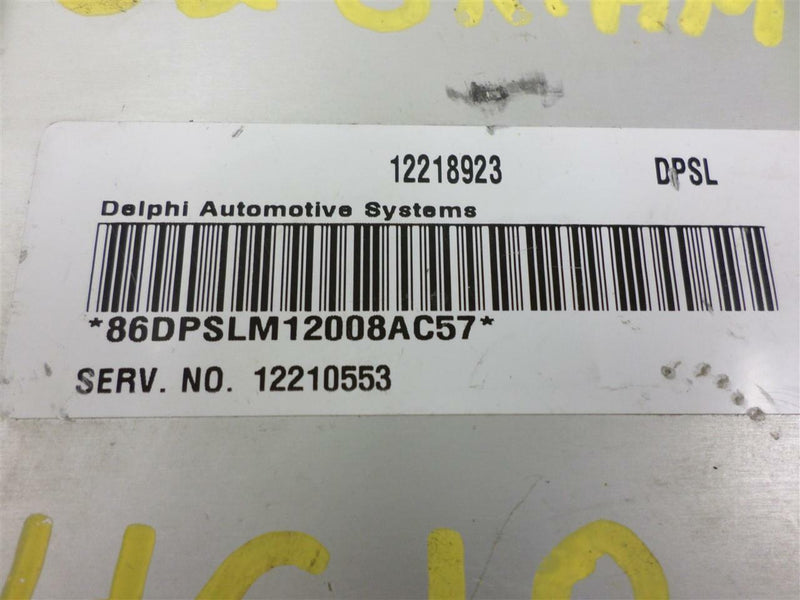 12218923 DPSL
Delphi Automotive Systems
*86DPSLM12008AC57*
SERV. NO. 12210553